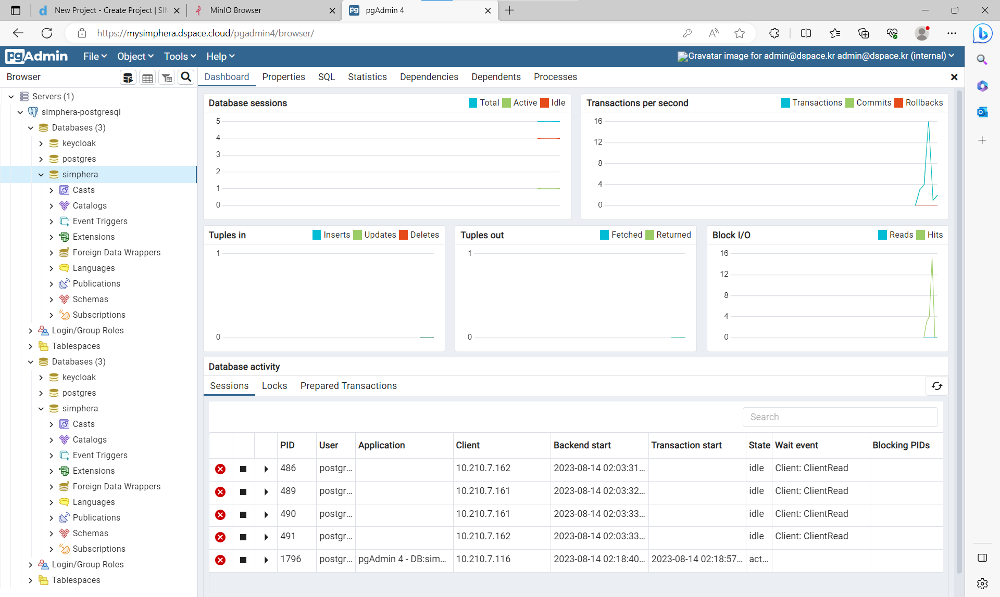 New Project - Create Project | SIM
MinIO Browser
pgAdmin 4
https://mysimphera.dspace.cloud/pgadmin4/browser/
pgAdmin
File
Object
Tools
Help
Gravatar image for admin@dspace.kr admin@dspace.kr (internal)
Browser
Servers (1)
simphera-postgresql
Databases (3)
keycloak
postgres
simphera
Casts
Catalogs
Event Triggers
Extensions
Foreign Data Wrappers
Languages
Publications
Schemas
Subscriptions
Login/Group Roles
Tablespaces
Databases (3)
keycloak
postgres
simphera
Casts
Catalogs
Event Triggers
Extensions
Foreign Data Wrappers
Languages
Publications
Schemas
Subscriptions
Login/Group Roles
Tablespaces
Dashboard Properties SQL Statistics Dependencies Dependents Processes
Database sessions
Total Active Idle
5
4
3
2
1
0
Transactions per second
Transactions Commits Rollbacks
16
12
8
4
0
Tuples in
Inserts Updates Deletes
1
0
Tuples out
Fetched Returned
1
0
Block I/O
Reads Hits
16
12
8
4
0
Database activity
Sessions Locks Prepared Transactions
Search
PID User Application Client Backend start Transaction start State Wait event Blocking PIDs
486 postgr... 10.210.7.162 2023-08-14 02:03:31... idle Client: ClientRead
489 postgr... 10.210.7.161 2023-08-14 02:03:32... idle Client: ClientRead
490 postgr... 10.210.7.161 2023-08-14 02:03:33... idle Client: ClientRead
491 postgr... 10.210.7.162 2023-08-14 02:03:33... idle Client: ClientRead
1796 postgr... pgAdmin 4 - DB:sim... 10.210.7.116 2023-08-14 02:18:40... 2023-08-14 02:18:57... act...